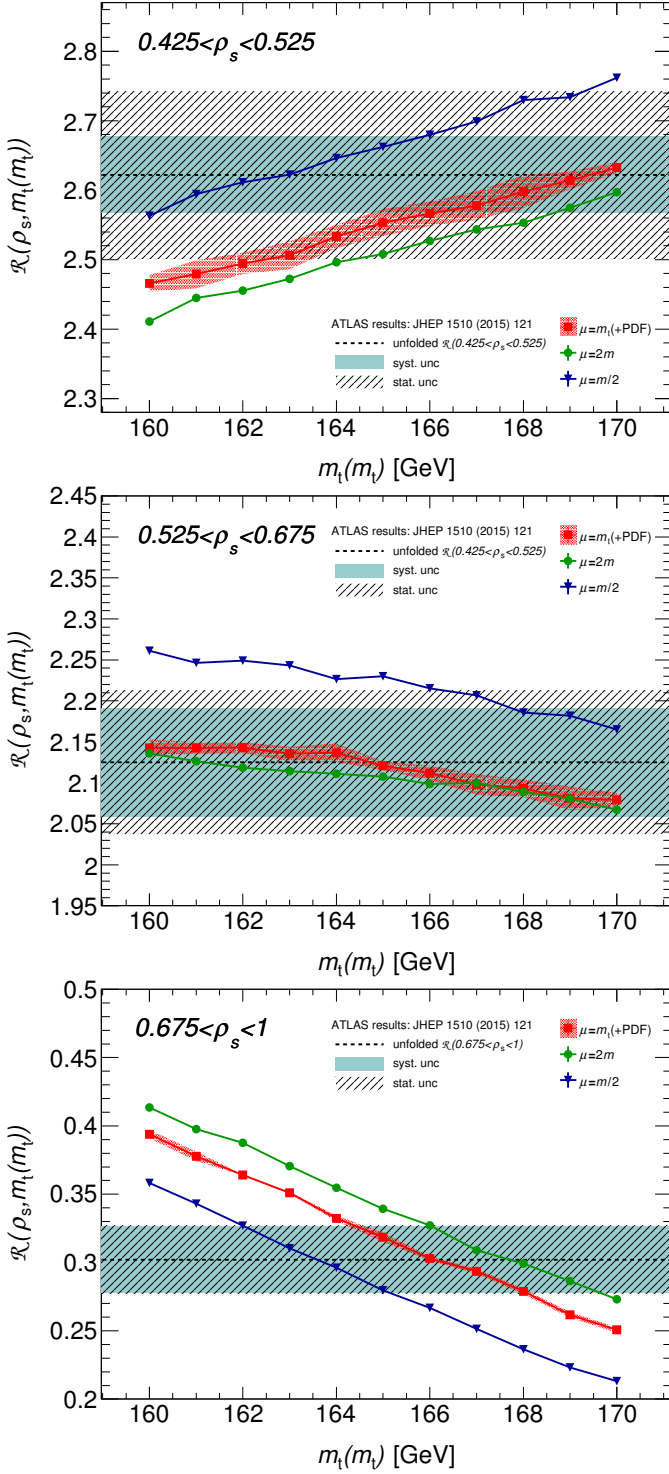 0.425<ρs<0.525
ℛ(ρs,mt(mt))
2.8
2.7
2.6
2.5
2.4
2.3
ATLAS results: JHEP 1510 (2015) 121
unfolded ℛ(0.425<ρs<0.525)
syst. unc
stat. unc
μ=mt(+PDF)
μ=2m
μ=m/2
160 162 164 166 168 170
mt(mt) [GeV]
0.525<ρs<0.675
ℛ(ρs,mt(mt))
2.45
2.4
2.35
2.3
2.25
2.2
2.15
2.1
2.05
2
1.95
ATLAS results: JHEP 1510 (2015) 121
unfolded ℛ(0.425<ρs<0.525)
syst. unc
stat. unc
μ=mt(+PDF)
μ=2m
μ=m/2
160 162 164 166 168 170
mt(mt) [GeV]
0.675<ρs<1
ℛ(ρs,mt(mt))
0.5
0.45
0.4
0.35
0.3
0.25
0.2
ATLAS results: JHEP 1510 (2015) 121
unfolded ℛ(0.675<ρs<1)
syst. unc
stat. unc
μ=mt(+PDF)
μ=2m
μ=m/2
160 162 164 166 168 170
mt(mt) [GeV]